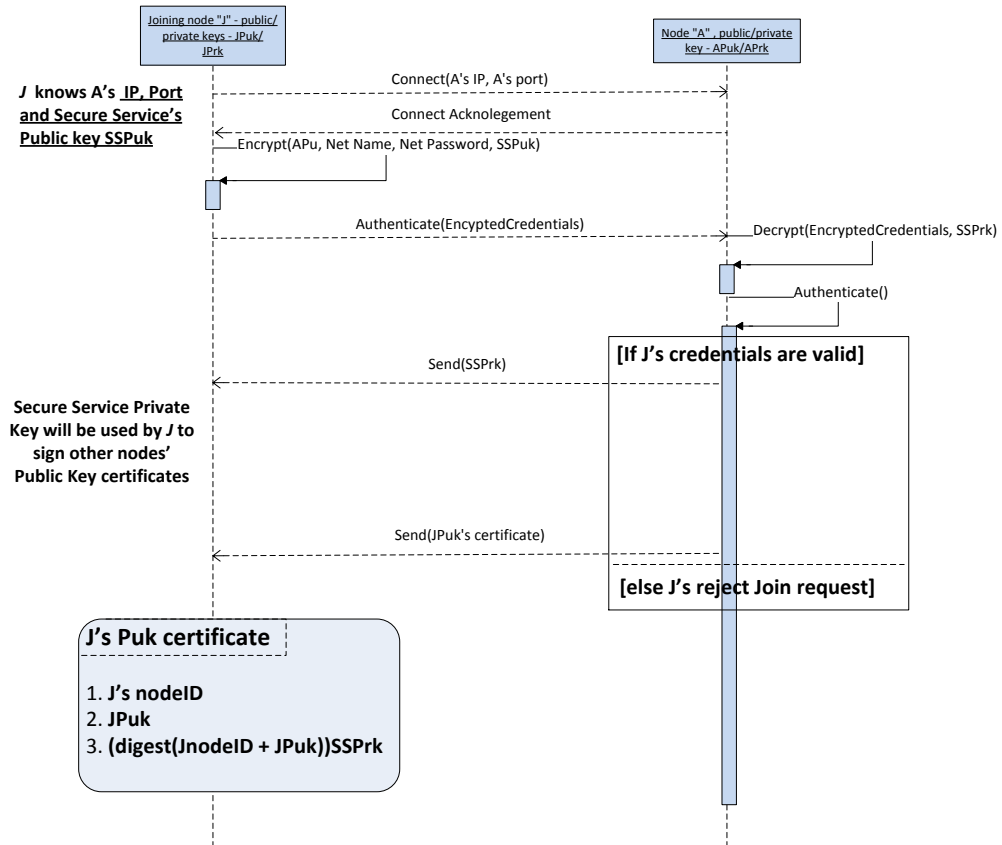 Joining node "J" - public/
private keys - JPuk/
JPrk
Node "A" , public/private
key - APuk/APrk
Connect(A's IP, A's port)
J knows A's IP, Port
and Secure Service's
Public key SSPuk
Connect Acknolegement
Encrypt(APu, Net Name, Net Password, SSPuk)
Authenticate(EncyptedCredentials)
Decrypt(EncryptedCredentials, SSPrk)
Authenticate()
[If J's credentials are valid]
Send(SSPrk)
Secure Service Private
Key will be used by J to
sign other nodes'
Public Key certificates
Send(JPuk's certificate)
[else J's reject Join request]
J's Puk certificate
1. J's nodeID
2. JPuk
3. (digest(JnodeID + JPuk))SSPrk